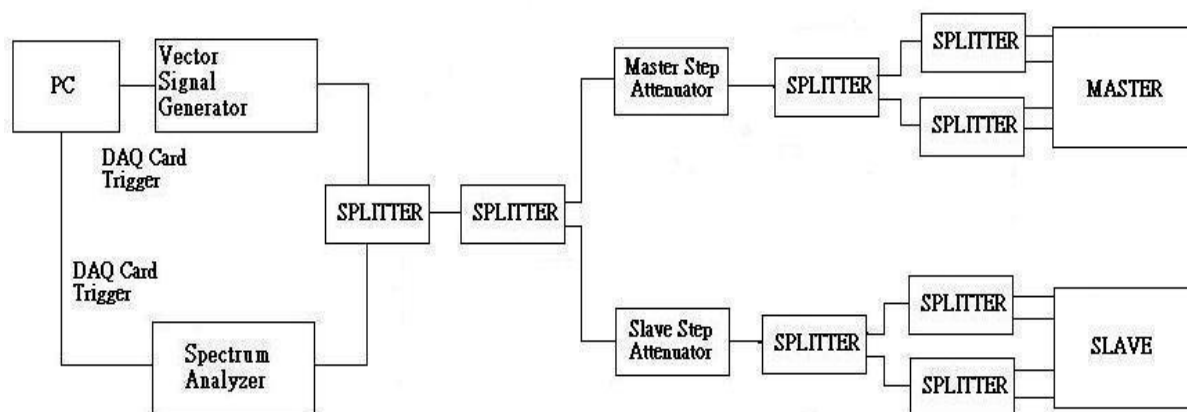 PC
Vector
Signal
Generator
DAQ Card
Trigger
DAQ Card
Trigger
Spectrum
Analyzer
SPLITTER
SPLITTER
Master Step
Attenuator
SPLITTER
SPLITTER
SPLITTER
MASTER
Slave Step
Attenuator
SPLITTER
SPLITTER
SPLITTER
SLAVE